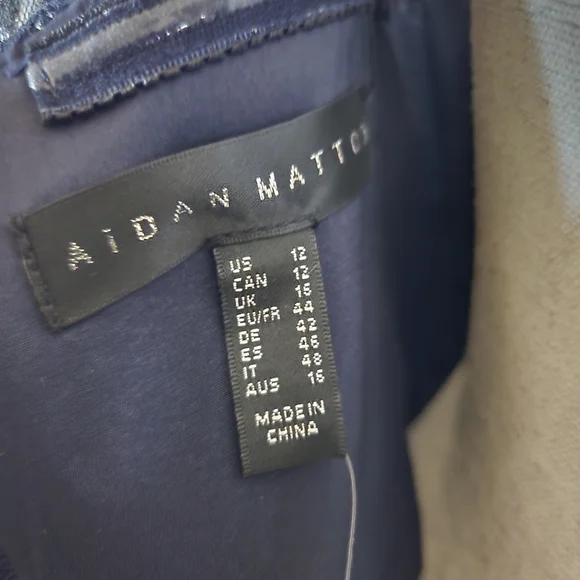 AIDAN MATTO
US 12
CAN 12
UK 16
EU/FR 44
DE 42
ES 46
IT 48
AUS 16
MADE IN
CHINA